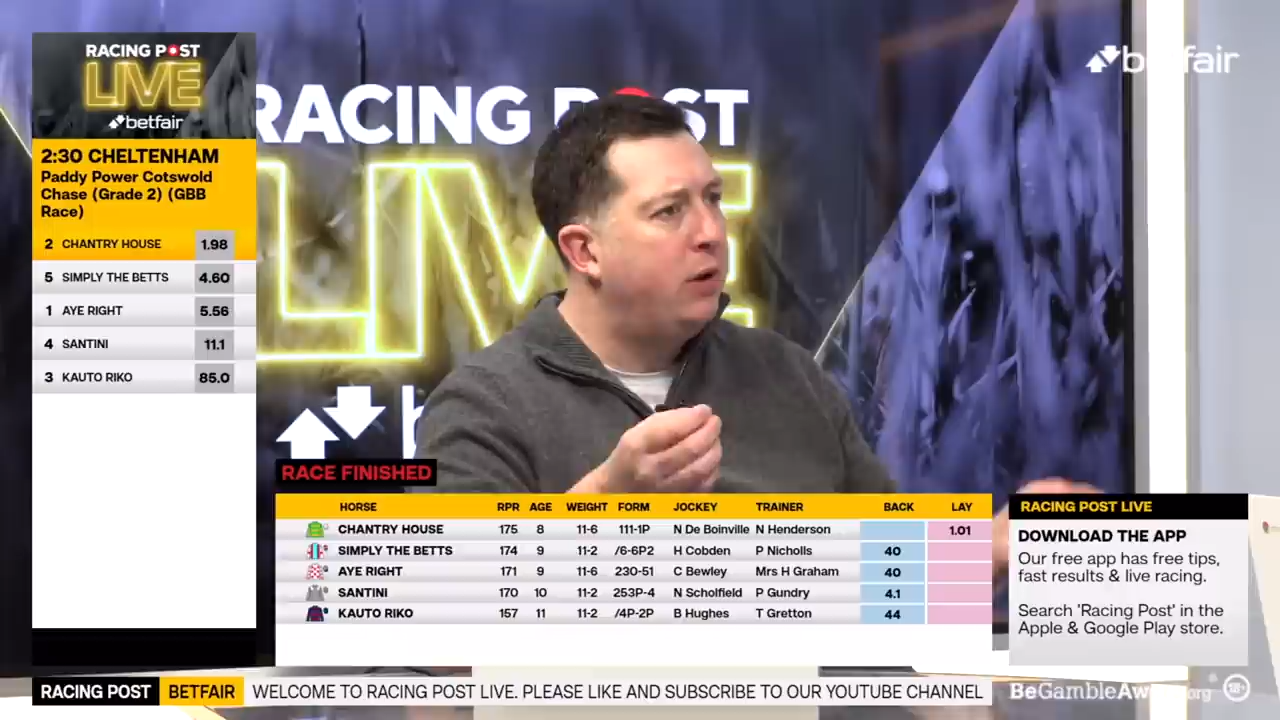 RACING POST
LIVE
betfair
2:30 CHELTENHAM
Paddy Power Cotswold
Chase (Grade 2) (GBB
Race)
2 CHANTRY HOUSE 1.98
5 SIMPLY THE BETTS 4.60
1 AYE RIGHT 5.56
4 SANTINI 11.1
3 KAUTO RIKO 85.0
RACING P ST
LIVE
b
betfair
RACE FINISHED
HORSE RPR AGE WEIGHT FORM JOCKEY TRAINER BACK LAY
CHANTRY HOUSE 175 8 11-6 111-1P N De Boinville N Henderson 1.01
SIMPLY THE BETTS 174 9 11-2 /6-6P2 H Cobden P Nicholls 40
AYE RIGHT 171 9 11-6 230-51 C Bewley Mrs H Graham 40
SANTINI 170 10 11-2 253P-4 N Scholfield P Gundry 4.1
KAUTO RIKO 157 11 11-2 /4P-2P B Hughes T Gretton 44
RACING POST LIVE
DOWNLOAD THE APP
Our free app has free tips,
fast results & live racing.
Search 'Racing Post' in the
Apple & Google Play store.
RACING POST BETFAIR WELCOME TO RACING POST LIVE. PLEASE LIKE AND SUBSCRIBE TO OUR YOUTUBE CHANNEL
BeGambleAware.org 18+